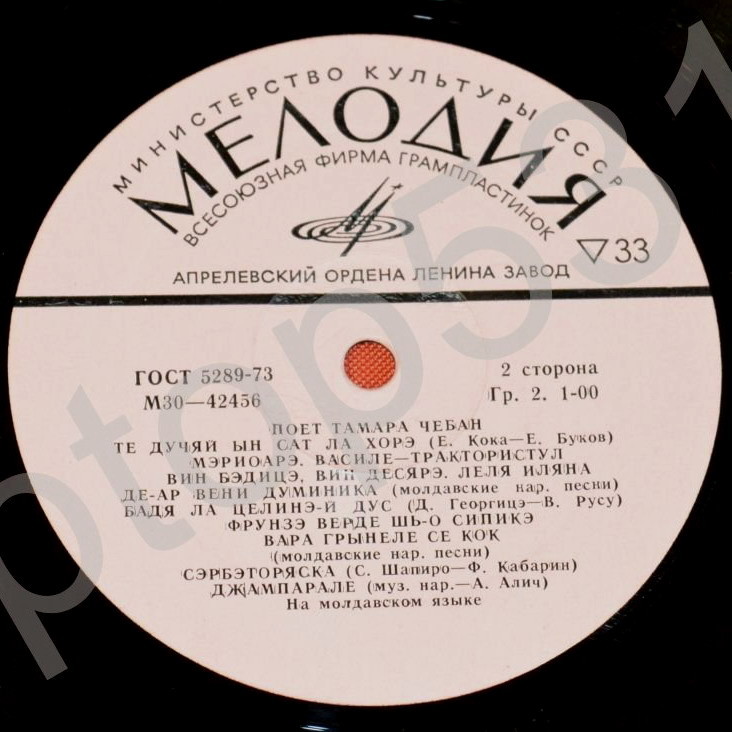 МИНИСТЕРСТВО КУЛЬТУРЫ СССР
МЕЛОДИЯ
ВСЕСОЮЗНАЯ ФИРМА ГРАМПЛАСТИНОК
▽33
АПРЕЛЕВСКИЙ ОРДЕНА ЛЕНИНА ЗАВОД
ГОСТ 5289-73
2 сторона
М30—42456
Гр. 2. 1-00
ПОЕТ ТАМАРА ЧЕБАН
ТЕ ДУЧЯЙ ЫН САТ ЛА ХОРЭ (Е. Кока—Е. Буков)
МЭРИОАРЭ. ВАСИЛЕ—ТРАКТОРИСТУЛ
ВИН БЭДИЦЭ, ВИН ДЕСЯРЭ. ЛЕЛЯ ИЛЯНА
ДЕ-АР ВЕНИ ДУМИНИКА (молдавские нар. песни)
БАДЯ ЛА ЦЕЛИНЭ-Й ДУС (Д. Георгицэ—В. Русу)
ФРУНЗЭ ВЕРДЕ ШЬ-О СИПИКЭ
ВАРА ГРЫНЕЛЕ СЕ КОК
(молдавские нар. песни)
СЭРБЭТОРЯСКА (С. Шапиро—Ф. Кабарин)
ДЖАМПАРАЛЕ (муз. нар.—А. Алич)
На молдавском языке
ptop531